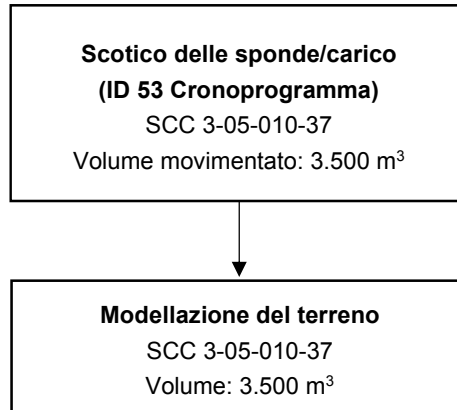 Scotico delle sponde/carico
(ID 53 Cronoprogramma)
SCC 3-05-010-37
Volume movimentato: 3.500 m³
Modellazione del terreno
SCC 3-05-010-37
Volume: 3.500 m³